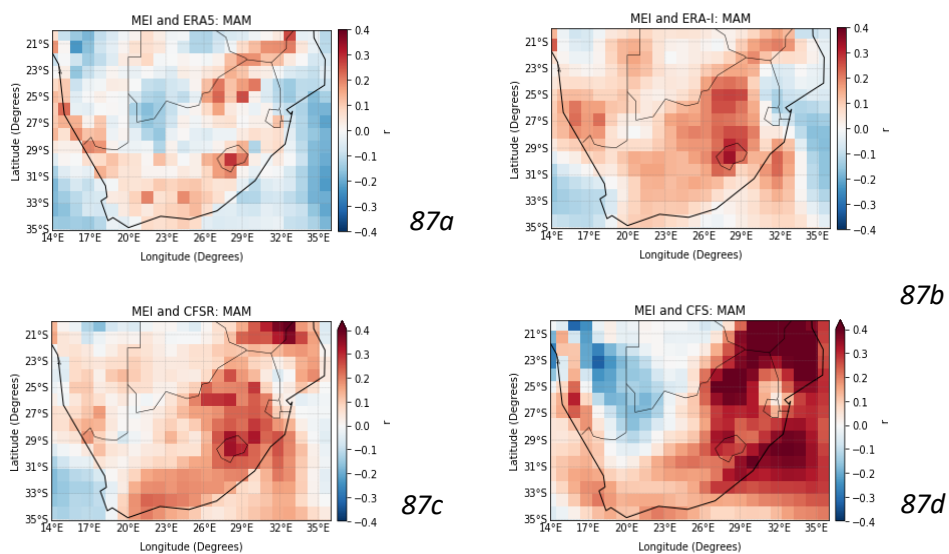 MEI and ERA5: MAM
21°S
23°S
25°S
27°S
29°S
31°S
33°S
35°S
14°E 17°E 20°E 23°E 26°E 29°E 32°E 35°E
Latitude (Degrees)
Longitude (Degrees)
0.4
0.3
0.2
0.1
0.0
−0.1
−0.2
−0.3
−0.4
r
87a
MEI and ERA-I: MAM
21°S
23°S
25°S
27°S
29°S
31°S
33°S
35°S
14°E 17°E 20°E 23°E 26°E 29°E 32°E 35°E
Latitude (Degrees)
Longitude (Degrees)
0.4
0.3
0.2
0.1
0.0
−0.1
−0.2
−0.3
−0.4
r
87b
MEI and CFSR: MAM
21°S
23°S
25°S
27°S
29°S
31°S
33°S
35°S
14°E 17°E 20°E 23°E 26°E 29°E 32°E 35°E
Latitude (Degrees)
Longitude (Degrees)
0.4
0.3
0.2
0.1
0.0
−0.1
−0.2
−0.3
−0.4
r
87c
MEI and CFS: MAM
21°S
23°S
25°S
27°S
29°S
31°S
33°S
35°S
14°E 17°E 20°E 23°E 26°E 29°E 32°E 35°E
Latitude (Degrees)
Longitude (Degrees)
0.4
0.3
0.2
0.1
0.0
−0.1
−0.2
−0.3
−0.4
r
87d